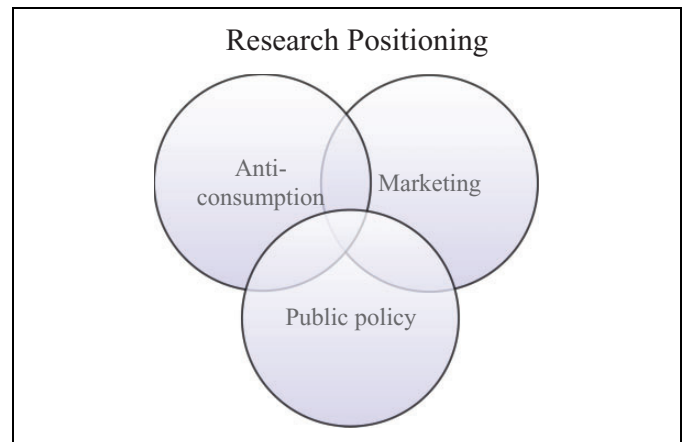 Research Positioning
Anti-
consumption
Marketing
Public policy